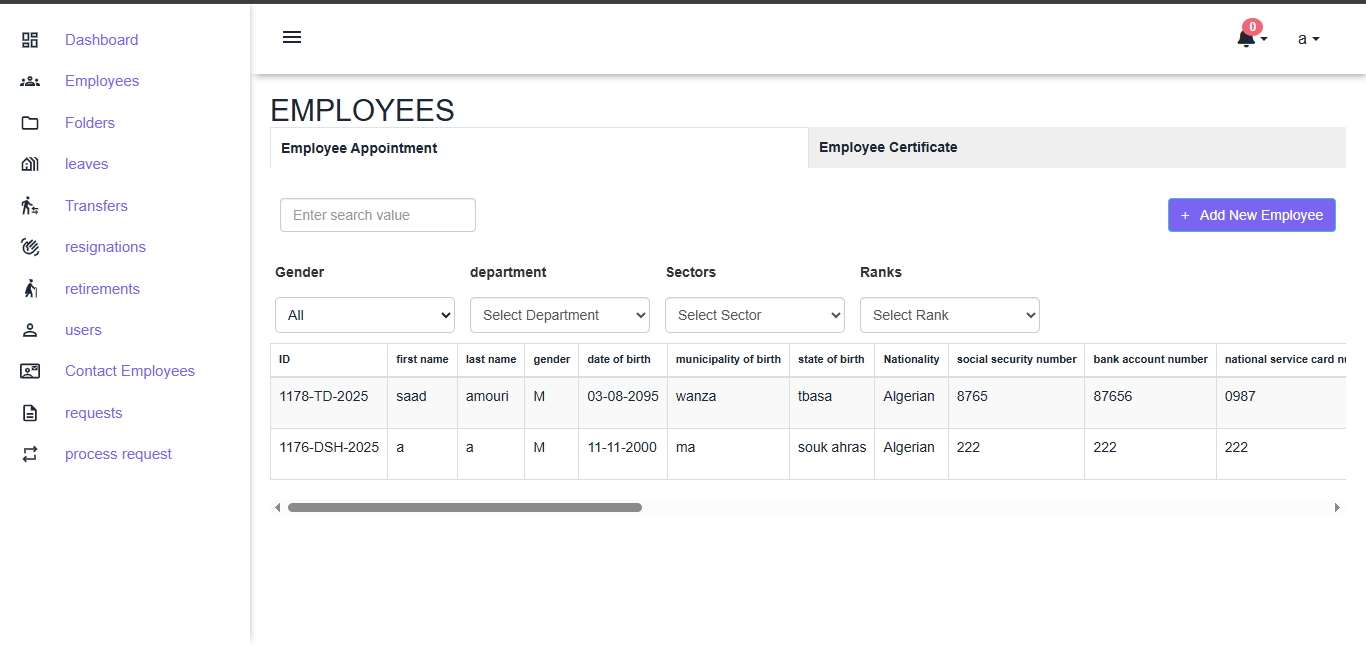 Dashboard
Employees
Folders
leaves
Transfers
resignations
retirements
users
Contact Employees
requests
process request
0
a
EMPLOYEES
Employee Appointment Employee Certificate
Enter search value + Add New Employee
Gender department Sectors Ranks
All Select Department Select Sector Select Rank
ID first name last name gender date of birth municipality of birth state of birth Nationality social security number bank account number national service card nu
1178-TD-2025 saad amouri M 03-08-2095 wanza tbasa Algerian 8765 87656 0987
1176-DSH-2025 a a M 11-11-2000 ma souk ahras Algerian 222 222 222